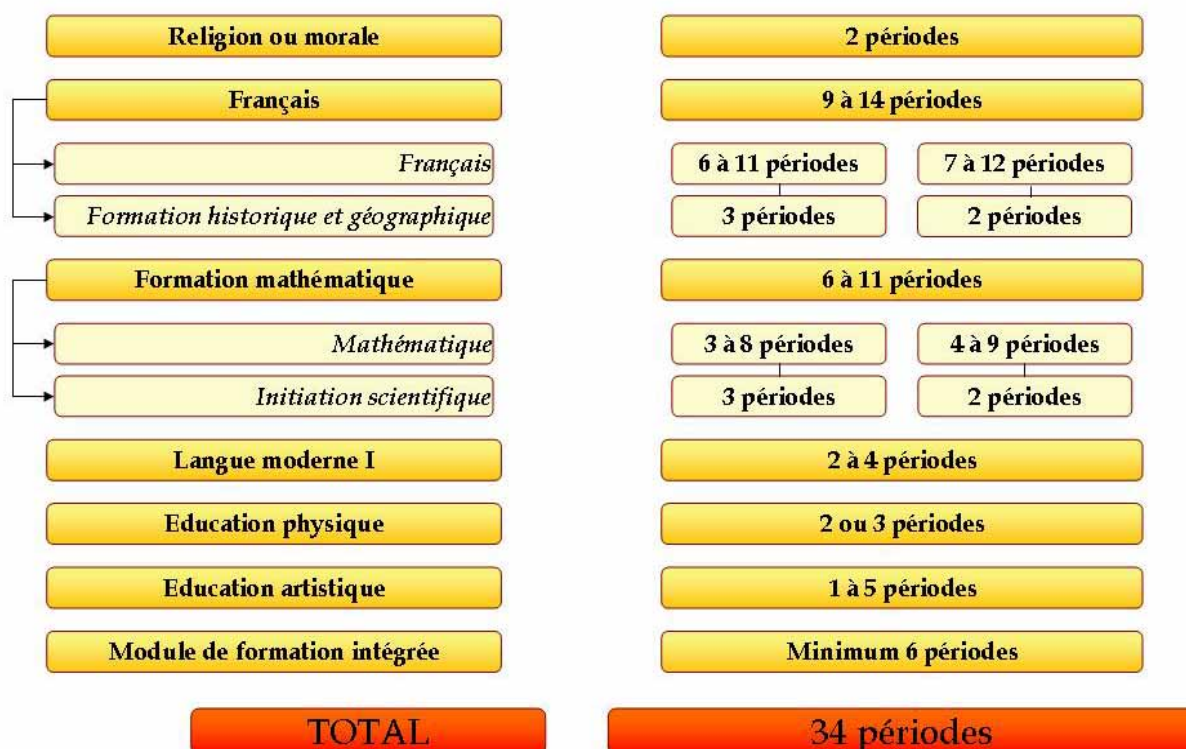 Religion ou morale 2 périodes
Français 9 à 14 périodes
Français 6 à 11 périodes 7 à 12 périodes
Formation historique et géographique 3 périodes 2 périodes
Formation mathématique 6 à 11 périodes
Mathématique 3 à 8 périodes 4 à 9 périodes
Initiation scientifique 3 périodes 2 périodes
Langue moderne I 2 à 4 périodes
Education physique 2 ou 3 périodes
Education artistique 1 à 5 périodes
Module de formation intégrée Minimum 6 périodes
TOTAL 34 périodes